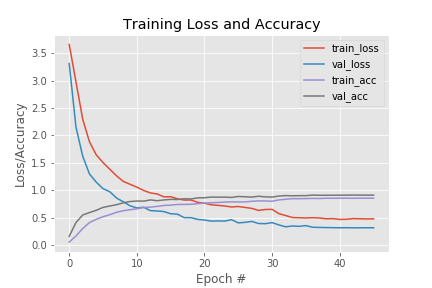 Training Loss and Accuracy
train_loss
val_loss
train_acc
val_acc
Loss/Accuracy
3.5
3.0
2.5
2.0
1.5
1.0
0.5
0.0
0
10
20
30
40
Epoch #